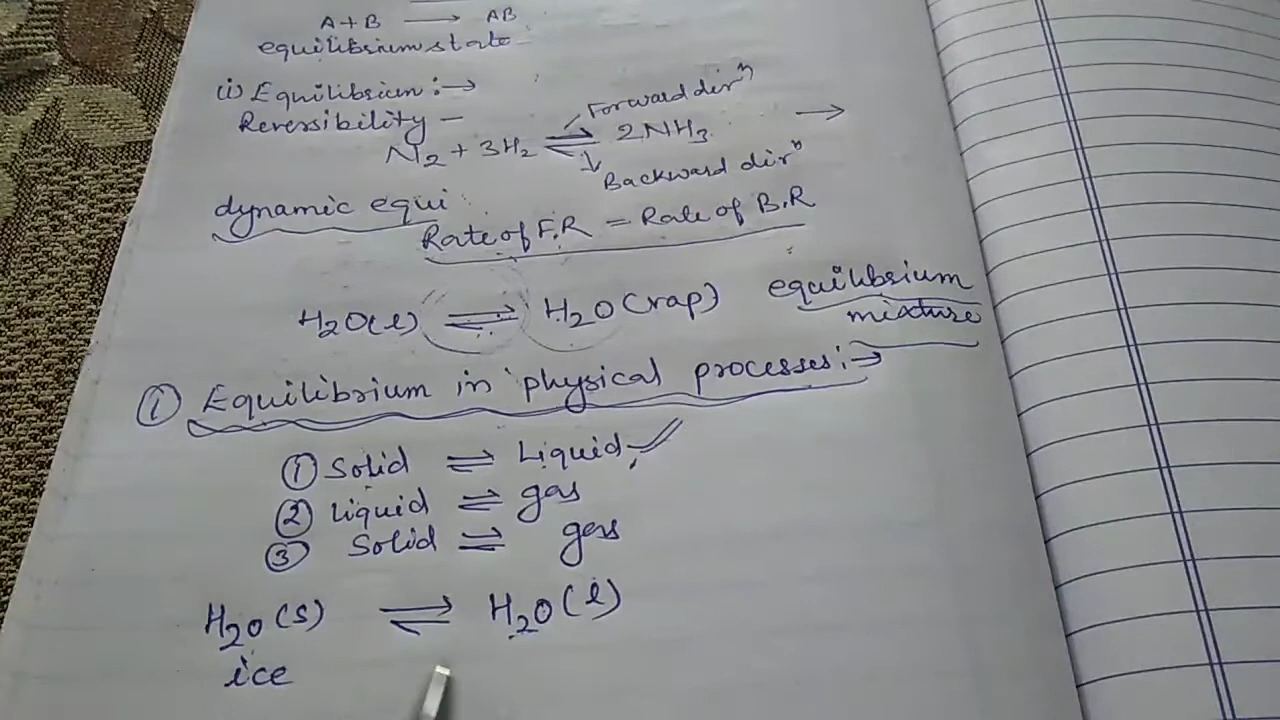 A+B → AB
equilibrium state
(i) Equilibrium :→
Reversibility –
Forward dirⁿ
N₂ + 3H₂ ⇌ 2NH₃ →
Backward dirⁿ
dynamic equi
Rate of F.R = Rate of B.R
H₂O(l) ⇌ H₂O(vap) equilibrium
mixture
① Equilibrium in physical processes:→
① Solid ⇌ Liquid
② Liquid ⇌ gas
③ Solid ⇌ gas
H₂O(s) ⇌ H₂O(l)
ice